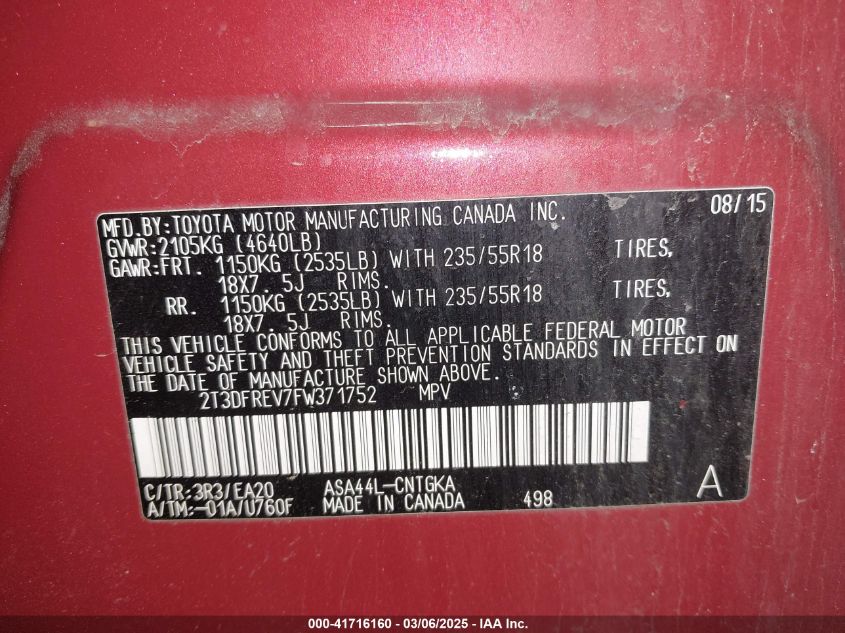 MFD.BY:TOYOTA MOTOR MANUFACTURING CANADA INC. 08/15
GVWR:2105KG (4640LB)
GAWR:FRT. 1150KG (2535LB) WITH 235/55R18 TIRES,
18X7.5J RIMS.
RR. 1150KG (2535LB) WITH 235/55R18 TIRES,
18X7.5J RIMS.
THIS VEHICLE CONFORMS TO ALL APPLICABLE FEDERAL MOTOR
VEHICLE SAFETY AND THEFT PREVENTION STANDARDS IN EFFECT ON
THE DATE OF MANUFACTURE SHOWN ABOVE.
2T3DFREV7FW371752 MPV
C/TR:3R3/EA20 ASA44L-CNTGKA
A/TM:-01A/U760F MADE IN CANADA 498 A
000-41716160 - 03/06/2025 - IAA Inc.